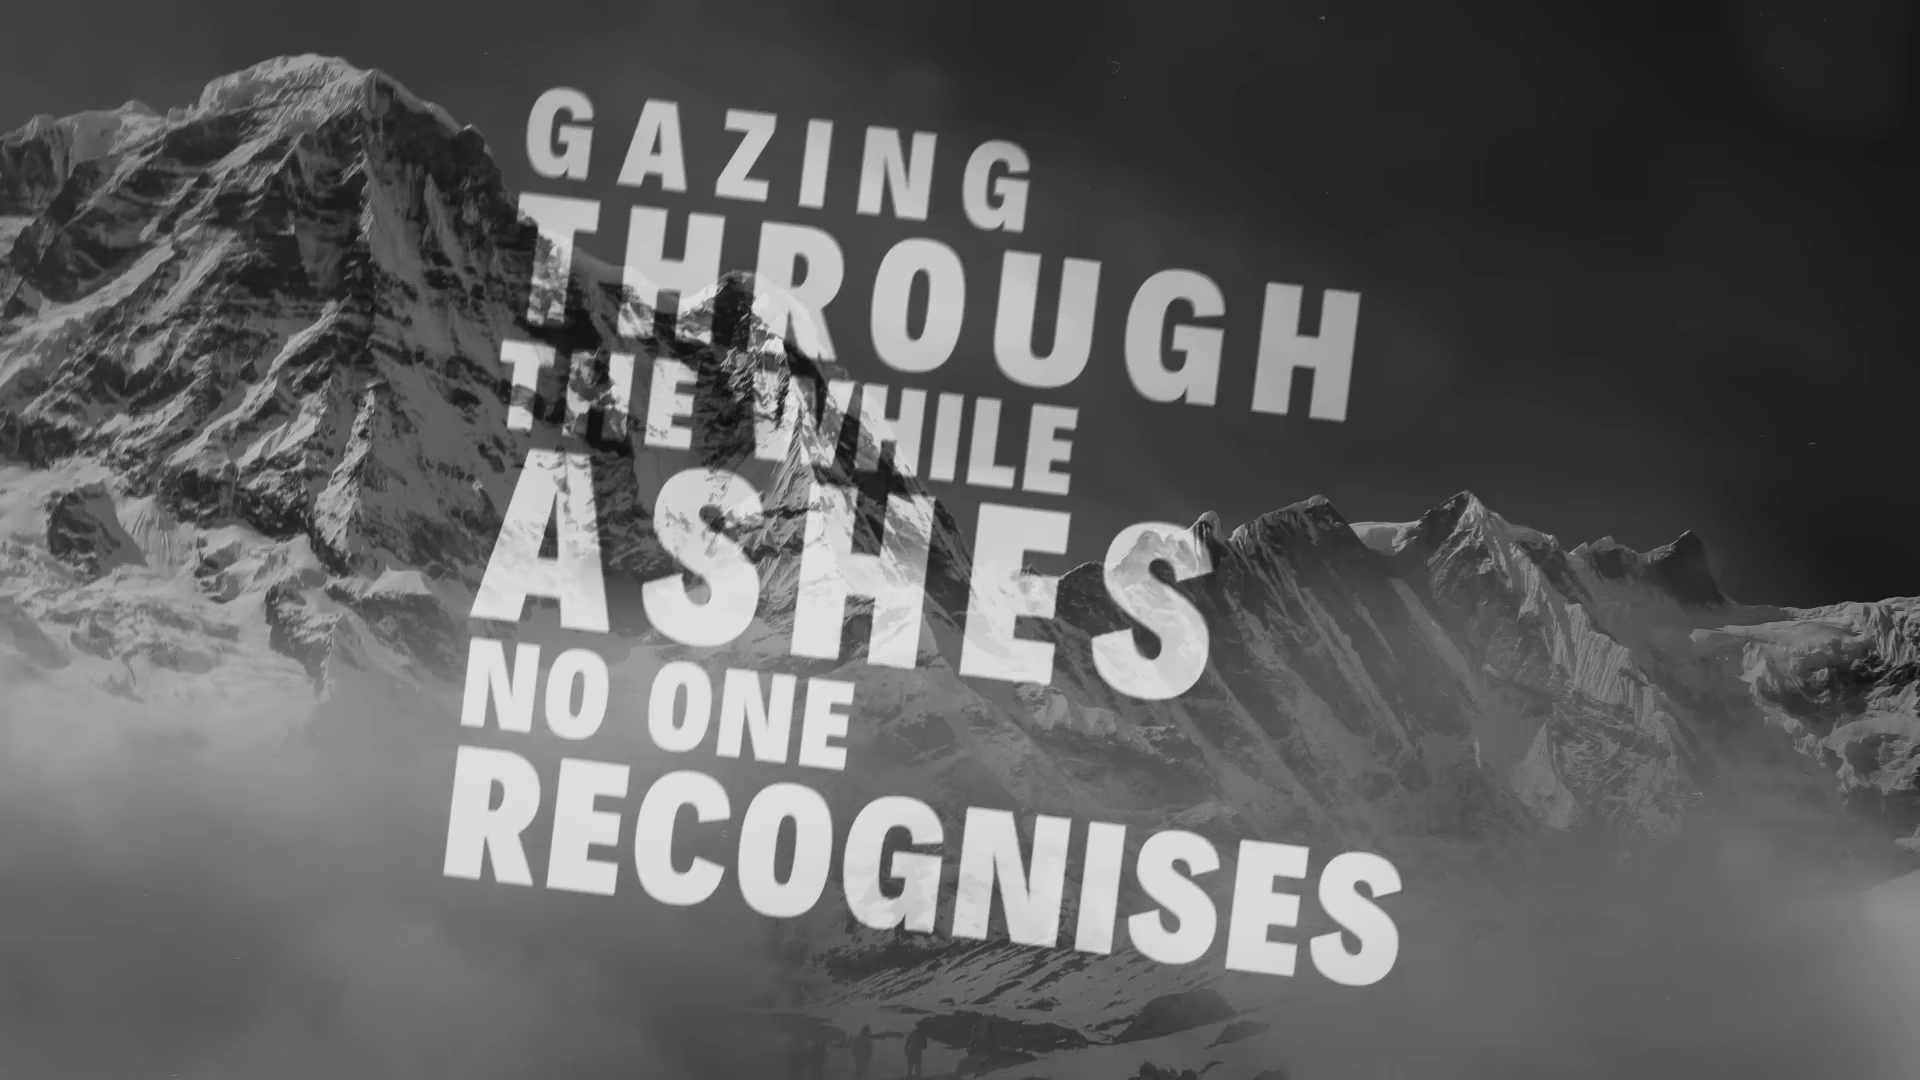 GAZING
THROUGH
THE WHILE
ASHES
NO ONE
RECOGNISES